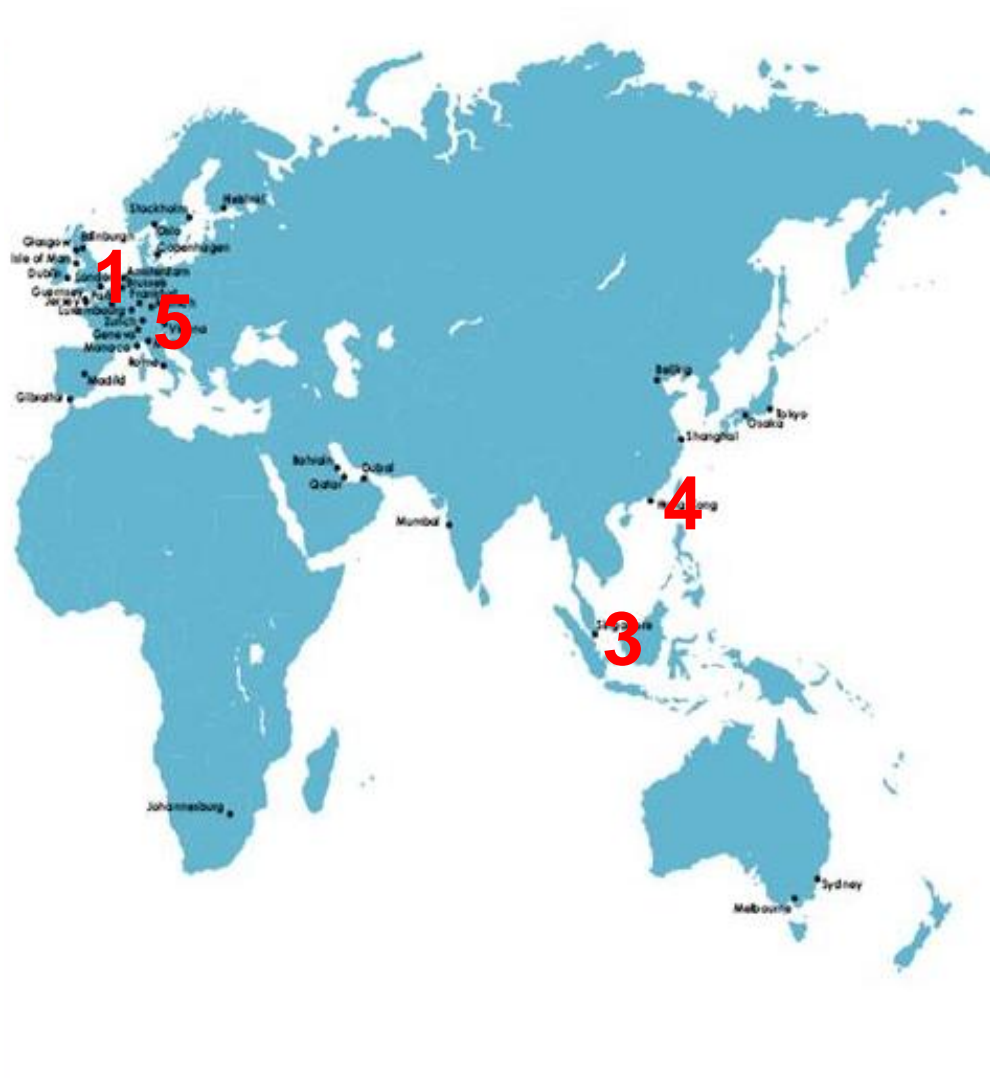 Helsinki
Stockholm
Oslo
Edinburgh
Glasgow
Copenhagen
Isle of Man
1
Amsterdam
Dublin
London
Brussels
Guernsey
Jersey
Luxembourg
5
Zurich
Vienna
Geneva
Monaco
Rome
Madrid
Gibraltar
Beijing
Tokyo
Osaka
Shanghai
Bahrain
Dubai
Qatar
4
Mumbai
Singapore
3
Johannesburg
Sydney
Melbourne